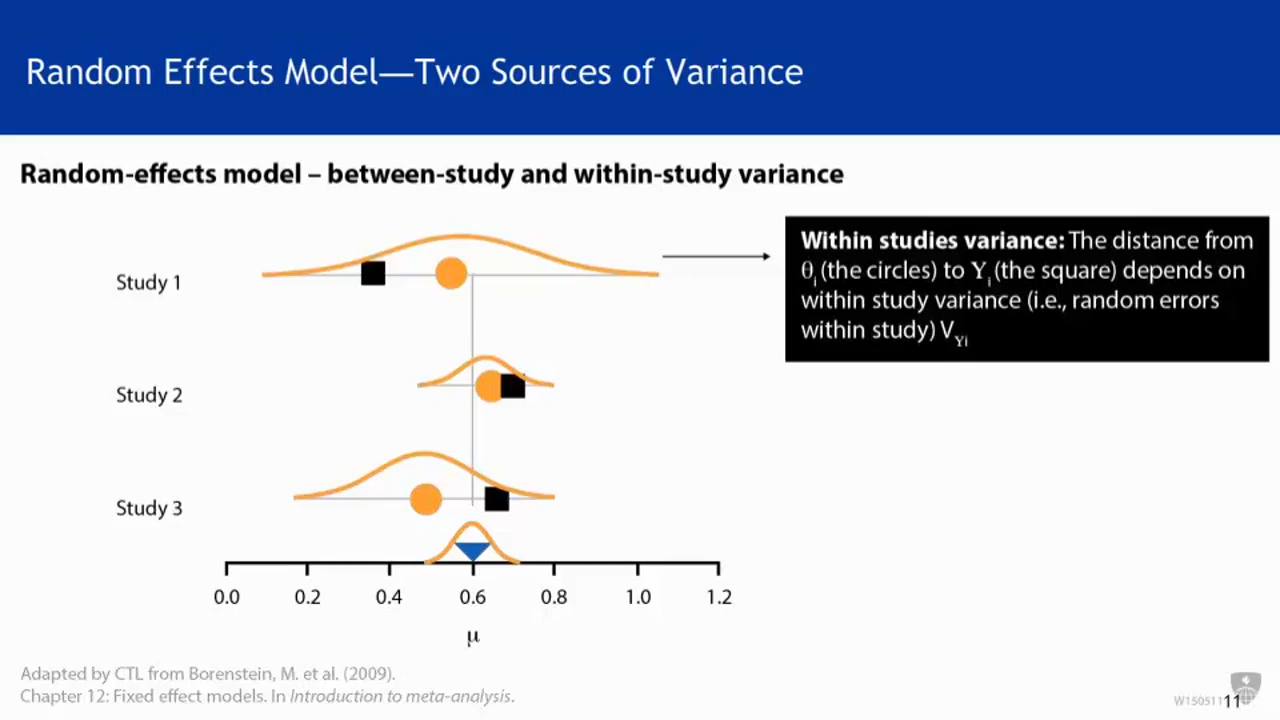 Random Effects Model—Two Sources of Variance
Random-effects model – between-study and within-study variance
Within studies variance: The distance from
θi (the circles) to Yi (the square) depends on
within study variance (i.e., random errors
within study) VYi
Study 1
Study 2
Study 3
0.0 0.2 0.4 0.6 0.8 1.0 1.2
μ
Adapted by CTL from Borenstein, M. et al. (2009).
Chapter 12: Fixed effect models. In Introduction to meta-analysis.
W150511 11